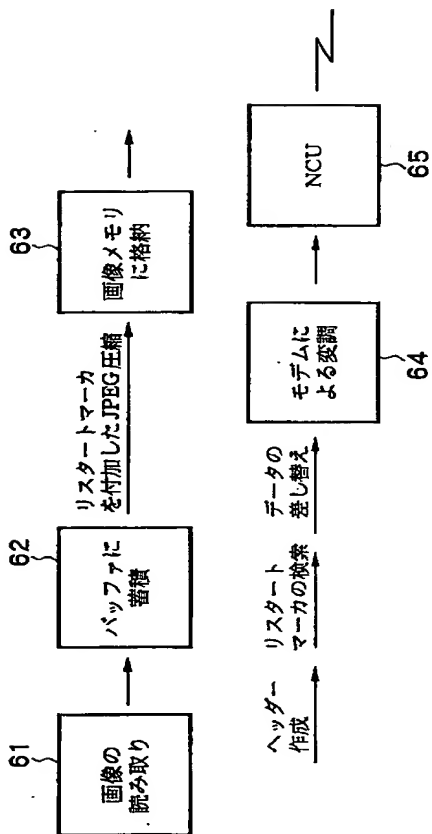 61
画像の
読み取り
62
バッファに
蓄積
リスタートマーカ
を付加したJPEG圧縮
63
画像メモリ
に格納
ヘッダー
作成
リスタート
マーカの検索
データの
差し替え
モデムに
よる変調
64
NCU
65